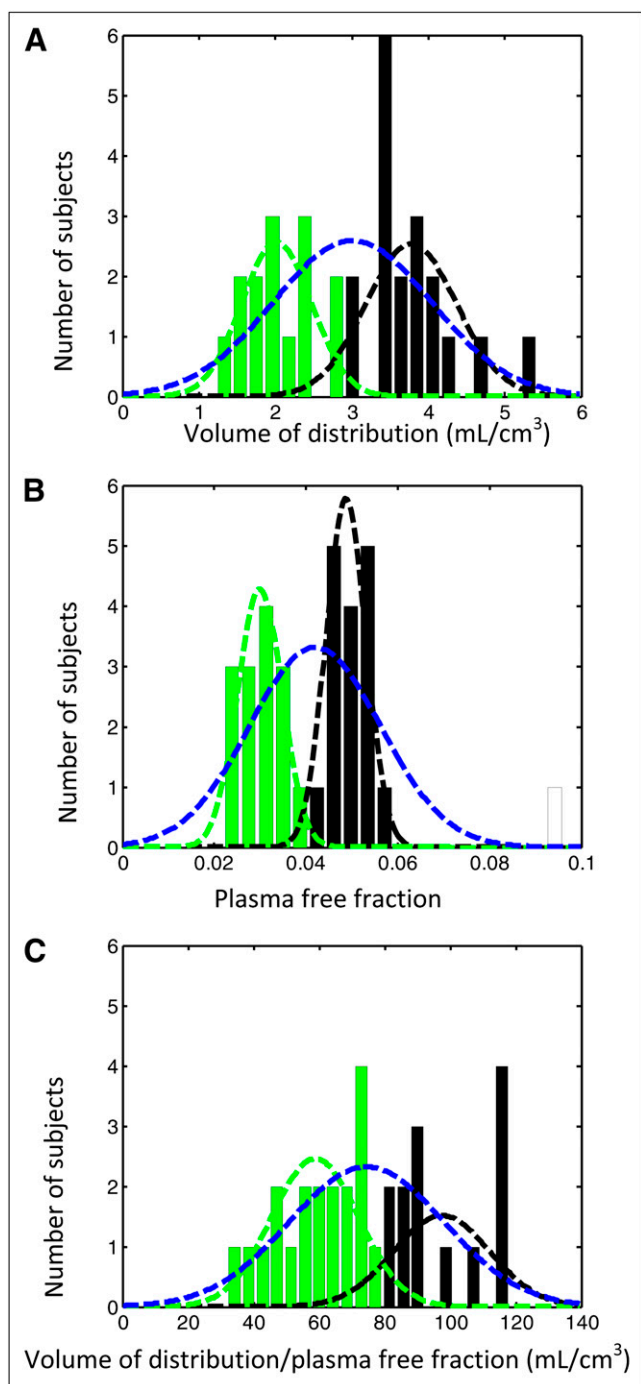 A
6
5
4
3
2
1
0
Number of subjects
0 1 2 3 4 5 6
Volume of distribution (mL/cm³)
B
6
5
4
3
2
1
0
Number of subjects
0 0.02 0.04 0.06 0.08 0.1
Plasma free fraction
C
6
5
4
3
2
1
0
Number of subjects
0 20 40 60 80 100 120 140
Volume of distribution/plasma free fraction (mL/cm³)